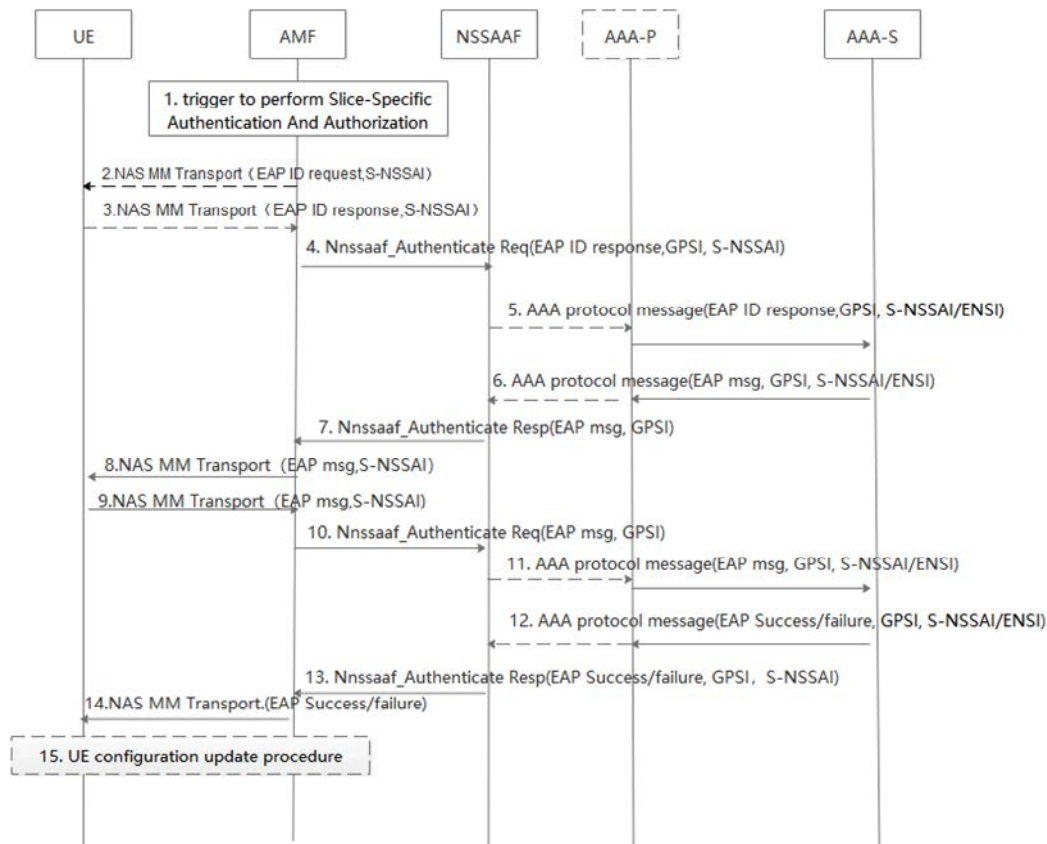 UE
AMF
NSSAAF
AAA-P
AAA-S
1. trigger to perform Slice-Specific
Authentication And Authorization
2.NAS MM Transport（EAP ID request,S-NSSAI）
3.NAS MM Transport（EAP ID response,S-NSSAI）
4. Nnssaaf_Authenticate Req(EAP ID response,GPSI, S-NSSAI)
5. AAA protocol message(EAP ID response,GPSI, S-NSSAI/ENSI)
6. AAA protocol message(EAP msg, GPSI, S-NSSAI/ENSI)
7. Nnssaaf_Authenticate Resp(EAP msg, GPSI)
8.NAS MM Transport（EAP msg,S-NSSAI）
9.NAS MM Transport（EAP msg,S-NSSAI）
10. Nnssaaf_Authenticate Req(EAP msg, GPSI)
11. AAA protocol message(EAP msg, GPSI, S-NSSAI/ENSI)
12. AAA protocol message(EAP Success/failure, GPSI, S-NSSAI/ENSI)
13. Nnssaaf_Authenticate Resp(EAP Success/failure, GPSI， S-NSSAI)
14.NAS MM Transport.(EAP Success/failure)
15. UE configuration update procedure